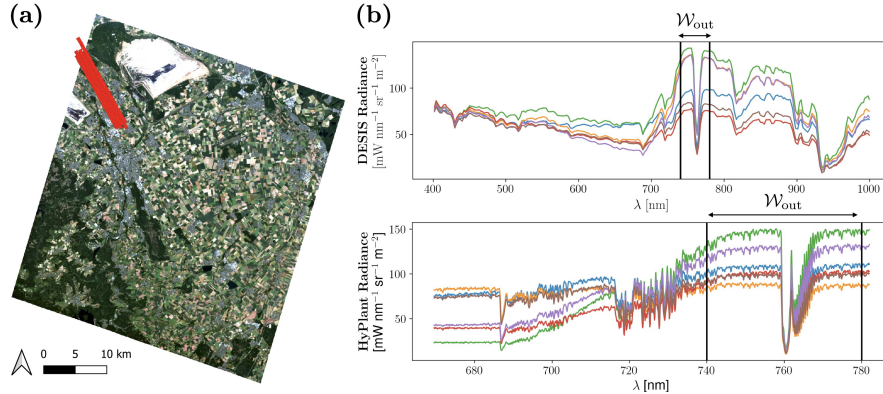 (a)
0 5 10 km
(b)
𝒲out
DESIS Radiance
[mW nm⁻¹ sr⁻¹ m⁻²]
100
50
400 500 600 700 800 900 1000
λ [nm]
𝒲out
HyPlant Radiance
[mW nm⁻¹ sr⁻¹ m⁻²]
150
100
50
680 700 720 740 760 780
λ [nm]